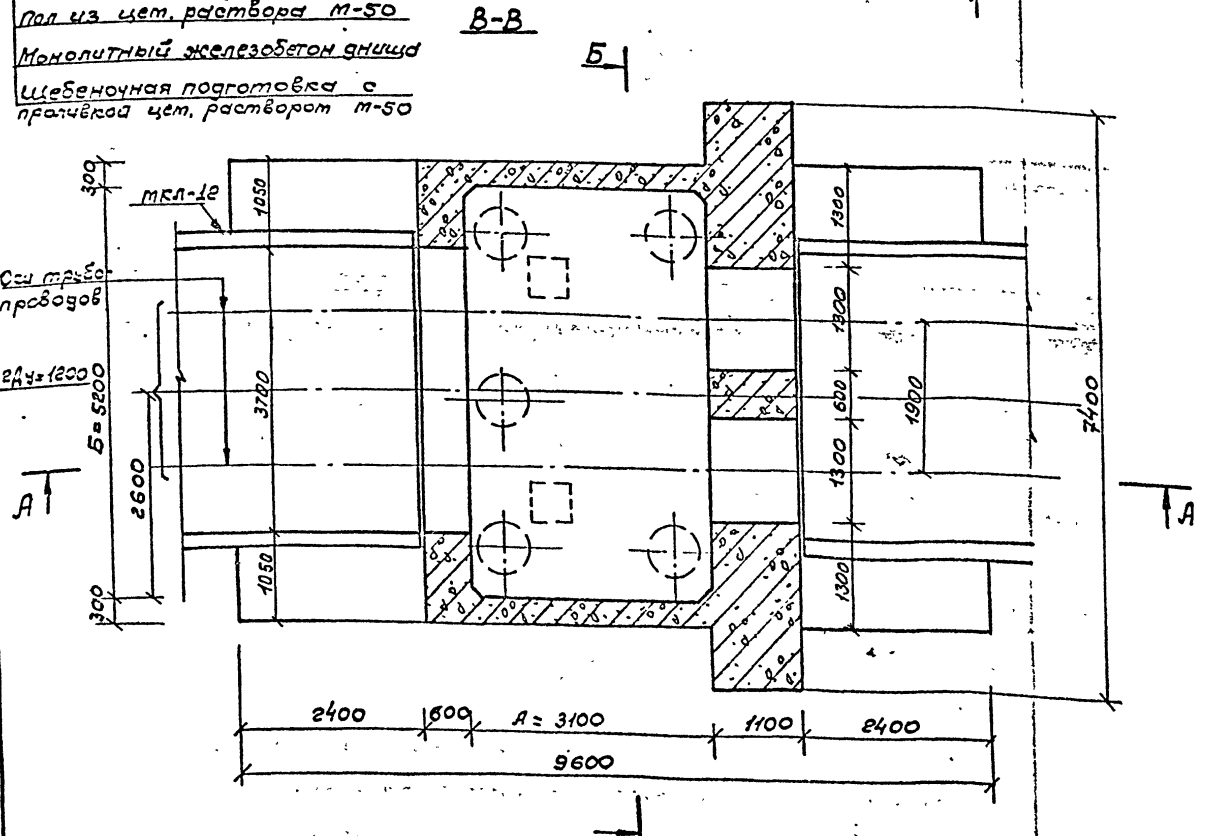 Пол из цем. раствора М-50
Монолитный железобетон днища
Щебеночная подготовка с
проливкой цем. раствором М-50
В-В
Б
300
МКЛ-12
1050
1300
Оси трубо-
проводов
1300
2Ду=1200
Б=5200
3700
600
1900
7400
2600
1300
А
А
1050
1300
300
2400
600
А = 3100
1100
2400
9600